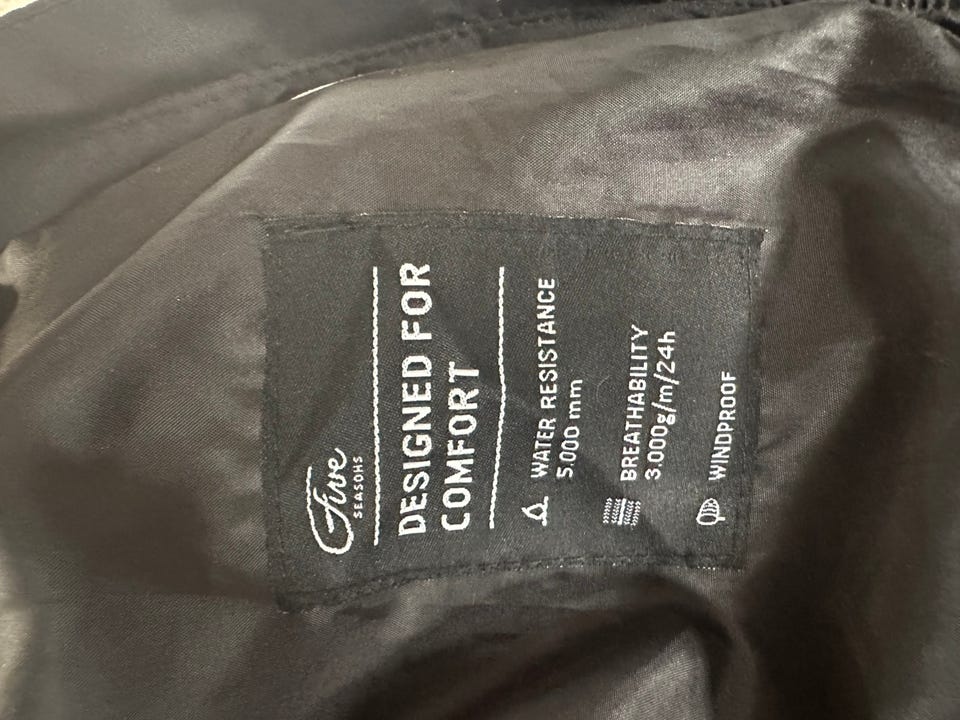 Five
SEASONS
DESIGNED FOR
COMFORT
WATER RESISTANCE
5.000 mm
BREATHABILITY
3.000g/m/24h
WINDPROOF